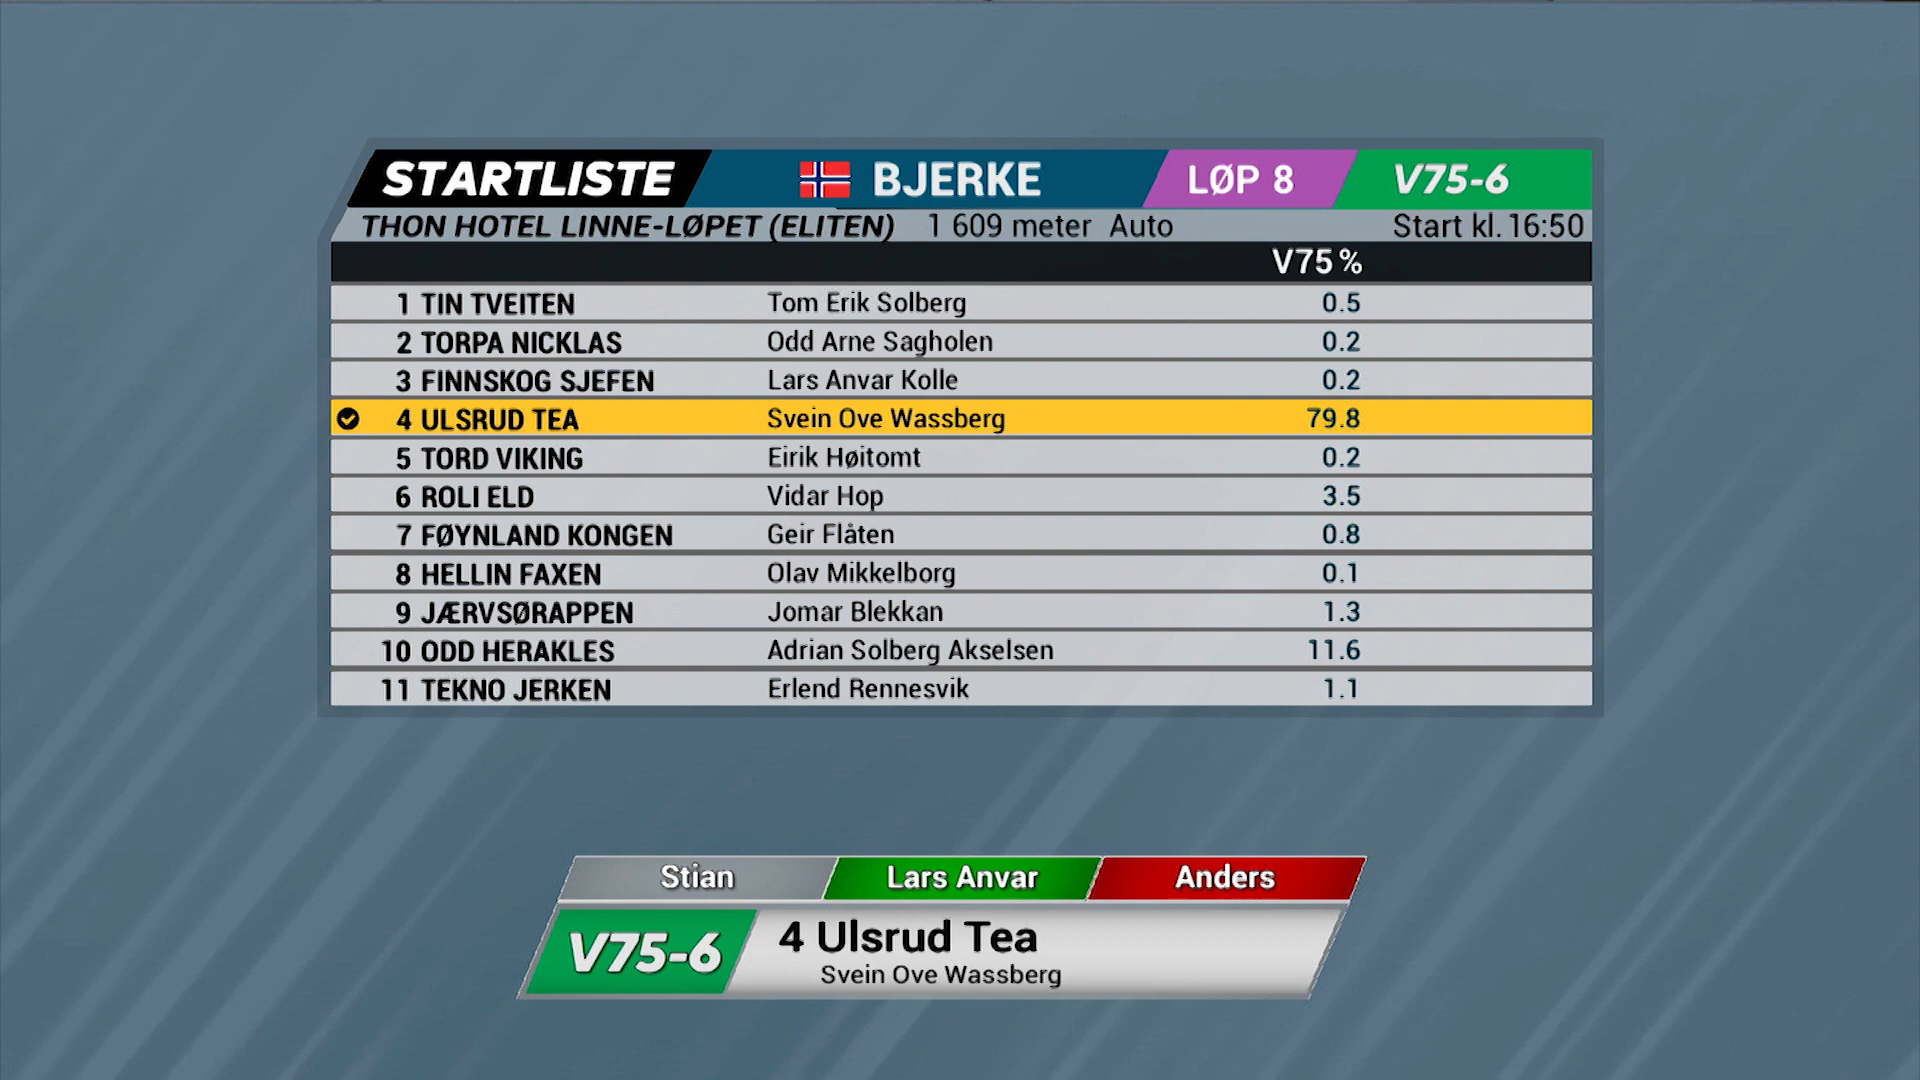 STARTLISTE BJERKE LØP 8 V75-6
THON HOTEL LINNE-LØPET (ELITEN) 1 609 meter Auto Start kl. 16:50
V75%
1 TIN TVEITEN Tom Erik Solberg 0.5
2 TORPA NICKLAS Odd Arne Sagholen 0.2
3 FINNSKOG SJEFEN Lars Anvar Kolle 0.2
4 ULSRUD TEA Svein Ove Wassberg 79.8
5 TORD VIKING Eirik Høitomt 0.2
6 ROLI ELD Vidar Hop 3.5
7 FØYNLAND KONGEN Geir Flåten 0.8
8 HELLIN FAXEN Olav Mikkelborg 0.1
9 JÆRVSØRAPPEN Jomar Blekkan 1.3
10 ODD HERAKLES Adrian Solberg Akselsen 11.6
11 TEKNO JERKEN Erlend Rennesvik 1.1
Stian Lars Anvar Anders
V75-6 4 Ulsrud Tea
Svein Ove Wassberg